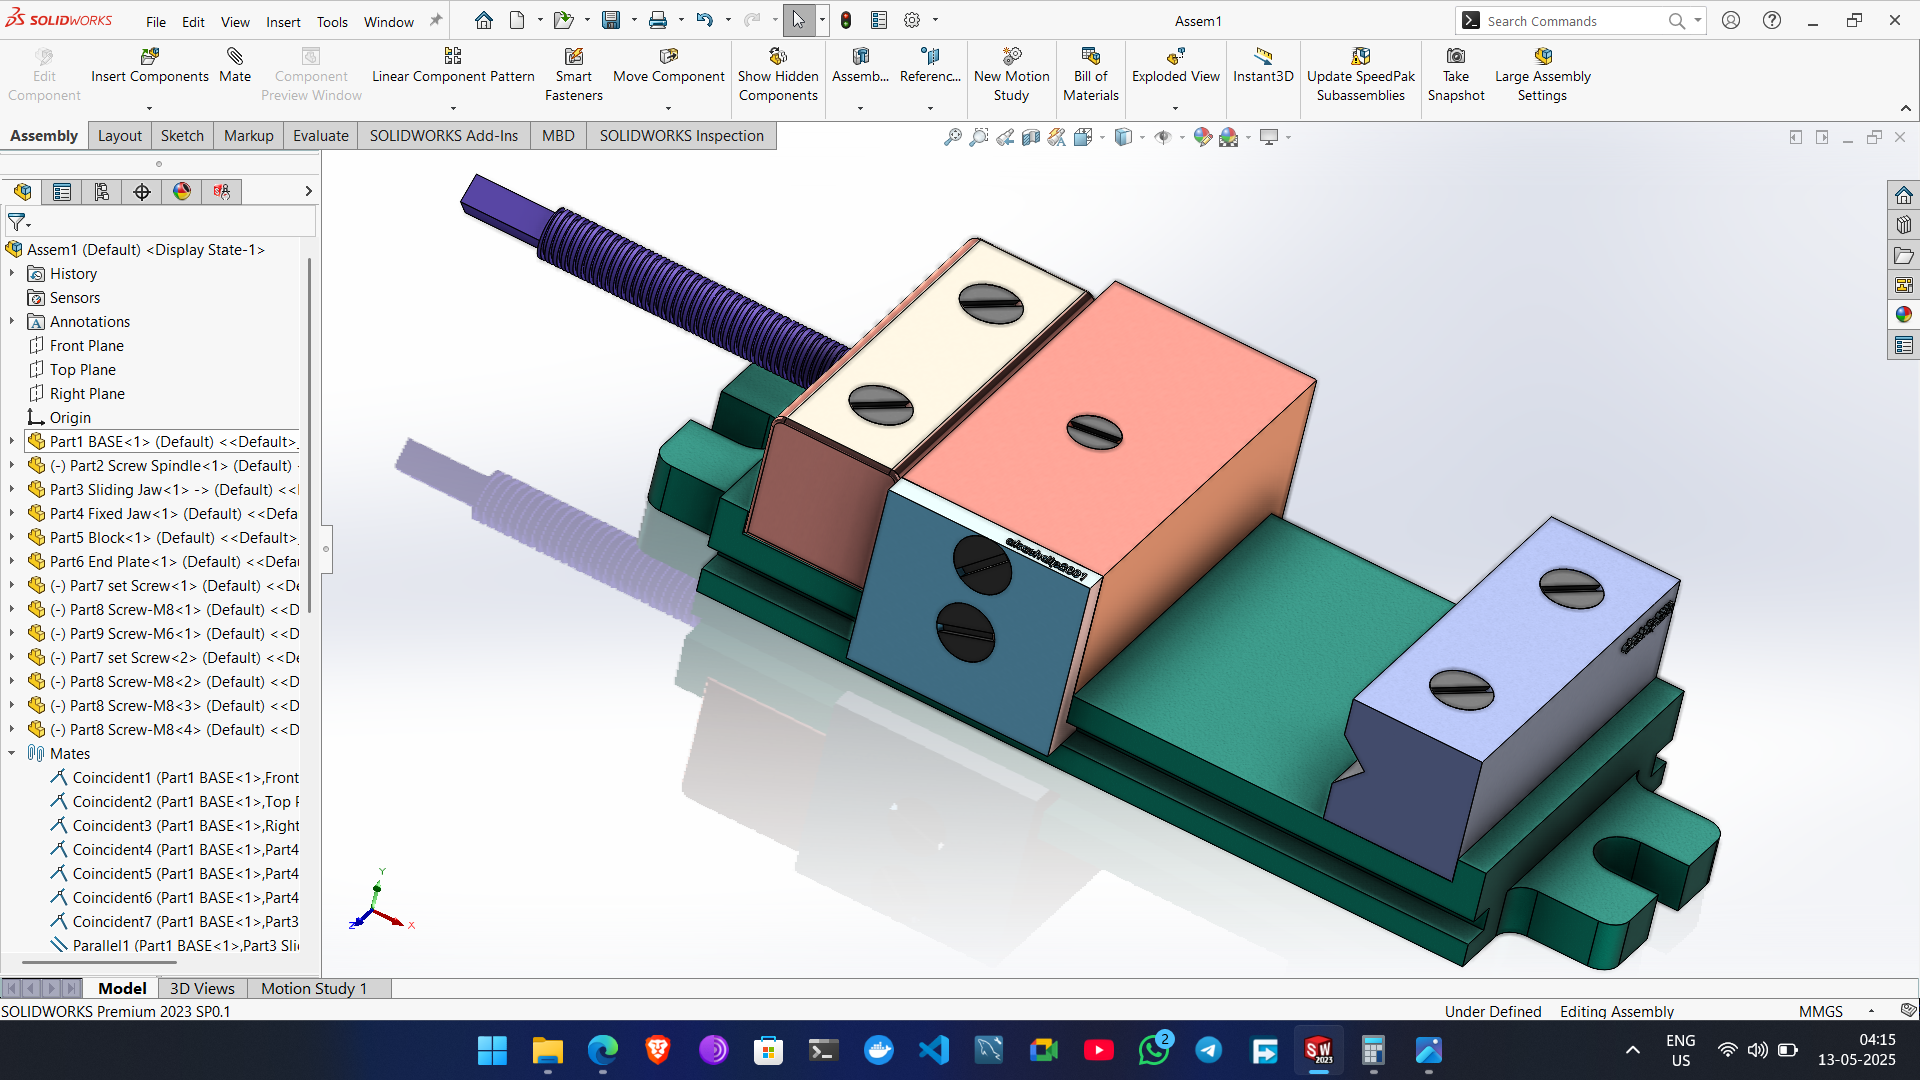 SOLIDWORKS
File Edit View Insert Tools Window
Assem1
Search Commands
Edit Component
Insert Components
Mate
Component Preview Window
Linear Component Pattern
Smart Fasteners
Move Component
Show Hidden Components
Assemb...
Referenc...
New Motion Study
Bill of Materials
Exploded View
Instant3D
Update SpeedPak Subassemblies
Take Snapshot
Large Assembly Settings
Assembly Layout Sketch Markup Evaluate SOLIDWORKS Add-Ins MBD SOLIDWORKS Inspection
Assem1 (Default) <Display State-1>
History
Sensors
Annotations
Front Plane
Top Plane
Right Plane
Origin
Part1 BASE<1> (Default) <<Default>_
(-) Part2 Screw Spindle<1> (Default)
Part3 Sliding Jaw<1> -> (Default) <<
Part4 Fixed Jaw<1> (Default) <<Defa
Part5 Block<1> (Default) <<Default>_
Part6 End Plate<1> (Default) <<Defau
(-) Part7 set Screw<1> (Default) <<De
(-) Part8 Screw-M8<1> (Default) <<D
(-) Part9 Screw-M6<1> (Default) <<D
(-) Part7 set Screw<2> (Default) <<De
(-) Part8 Screw-M8<2> (Default) <<D
(-) Part8 Screw-M8<3> (Default) <<D
(-) Part8 Screw-M8<4> (Default) <<D
Mates
Coincident1 (Part1 BASE<1>,Front
Coincident2 (Part1 BASE<1>,Top P
Coincident3 (Part1 BASE<1>,Right
Coincident4 (Part1 BASE<1>,Part4
Coincident5 (Part1 BASE<1>,Part4
Coincident6 (Part1 BASE<1>,Part4
Coincident7 (Part1 BASE<1>,Part3
Parallel1 (Part1 BASE<1>,Part3 Slid
Y
Z
X
Model 3D Views Motion Study 1
SOLIDWORKS Premium 2023 SP0.1
Under Defined Editing Assembly MMGS
SW 2023
2
ENG
US
04:15
13-05-2025